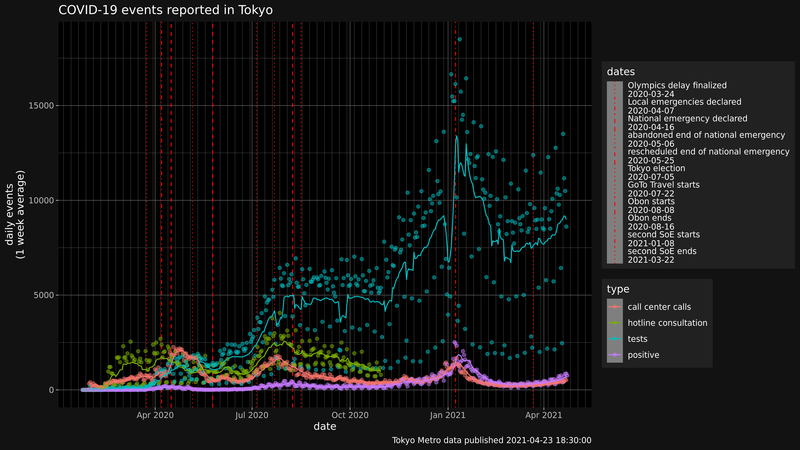 COVID-19 events reported in Tokyo
daily events
(1 week average)
15000
10000
5000
0
Apr 2020
Jul 2020
Oct 2020
Jan 2021
Apr 2021
date
Tokyo Metro data published 2021-04-23 18:30:00
dates
Olympics delay finalized
2020-03-24
Local emergencies declared
2020-04-07
National emergency declared
2020-04-16
abandoned end of national emergency
2020-05-06
rescheduled end of national emergency
2020-05-25
Tokyo election
2020-07-05
GoTo Travel starts
2020-07-22
Obon starts
2020-08-08
Obon ends
2020-08-16
second SoE starts
2021-01-08
second SoE ends
2021-03-22
type
call center calls
hotline consultation
tests
positive